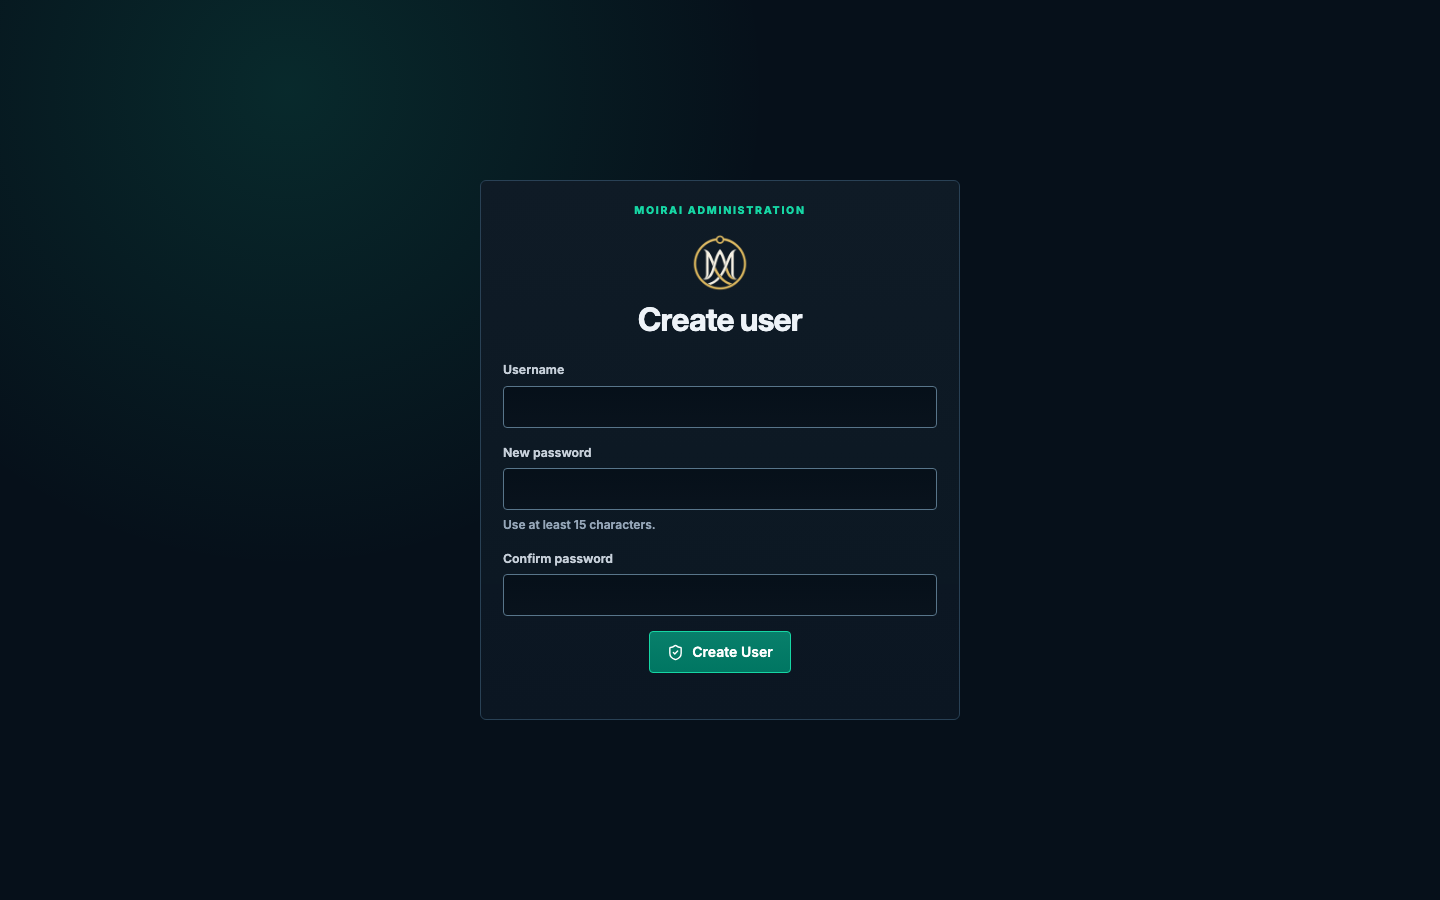 MOIRAI ADMINISTRATION
Create user
Username
New password
Use at least 15 characters.
Confirm password
Create User